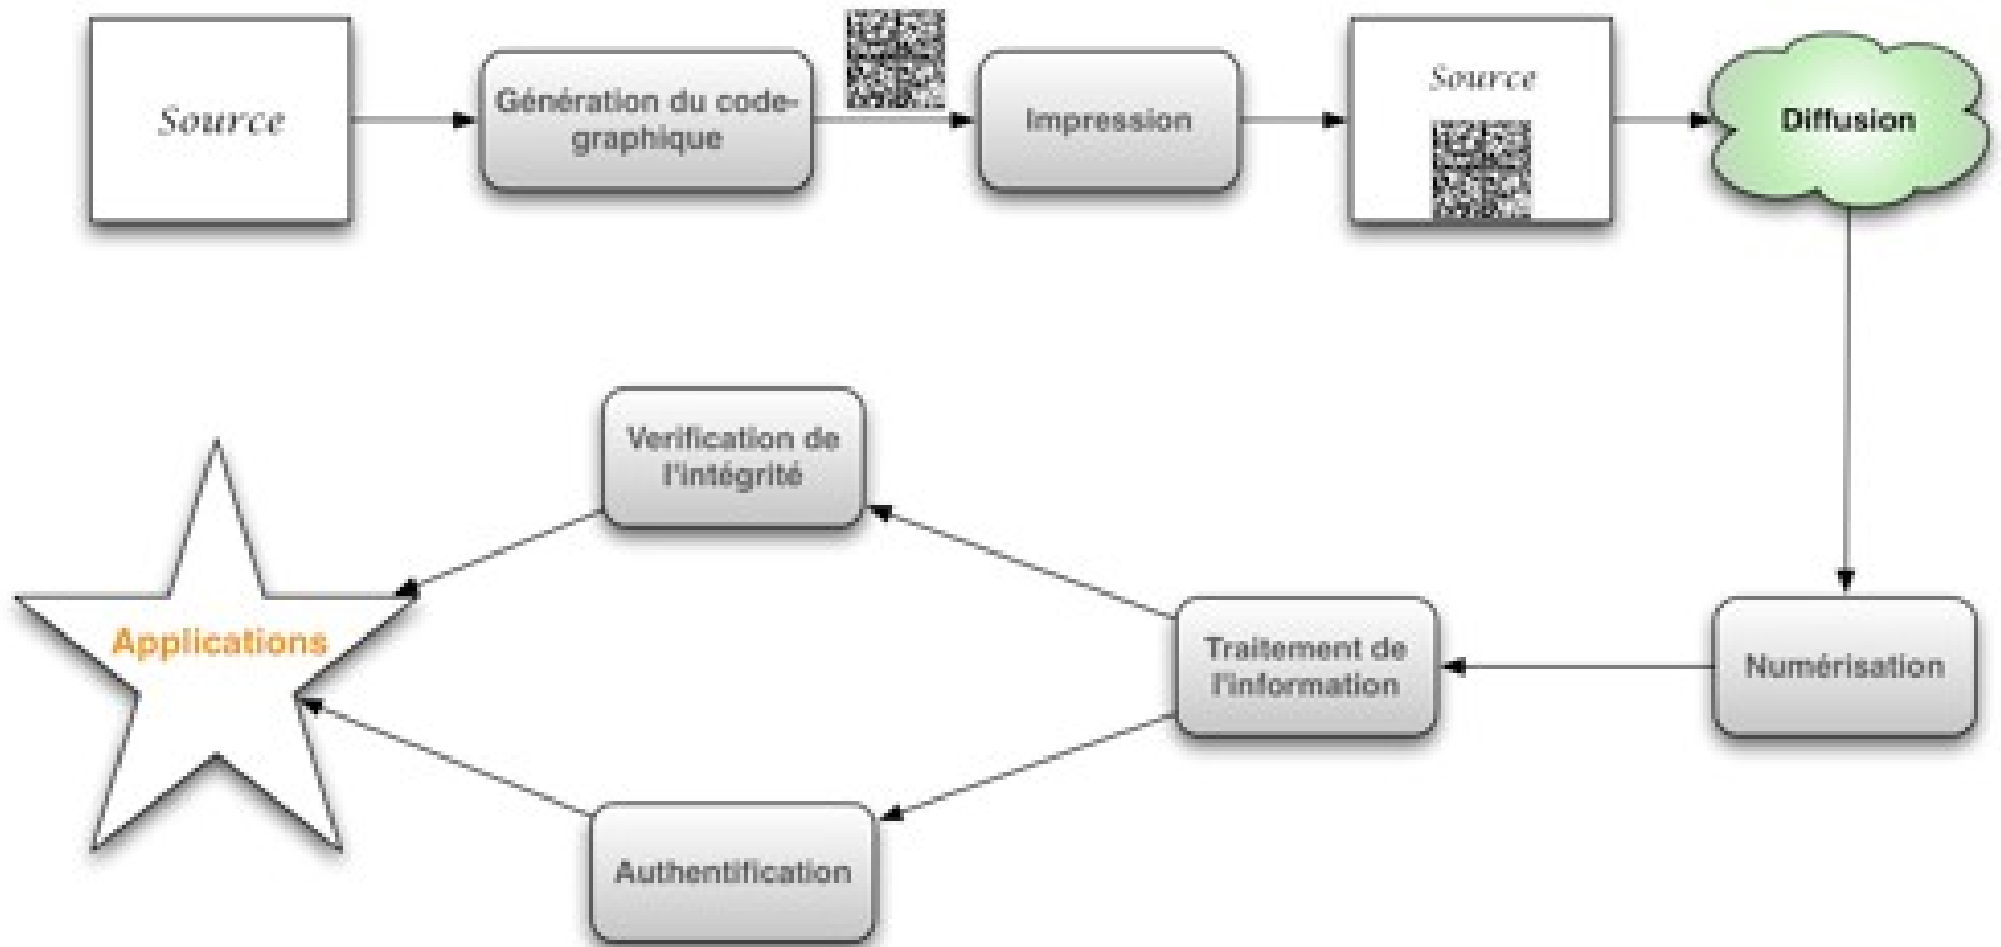 Source
Génération du code-
graphique
Impression
Source
Diffusion
Verification de
l'intégrité
Applications
Traitement de
l'information
Numérisation
Authentification